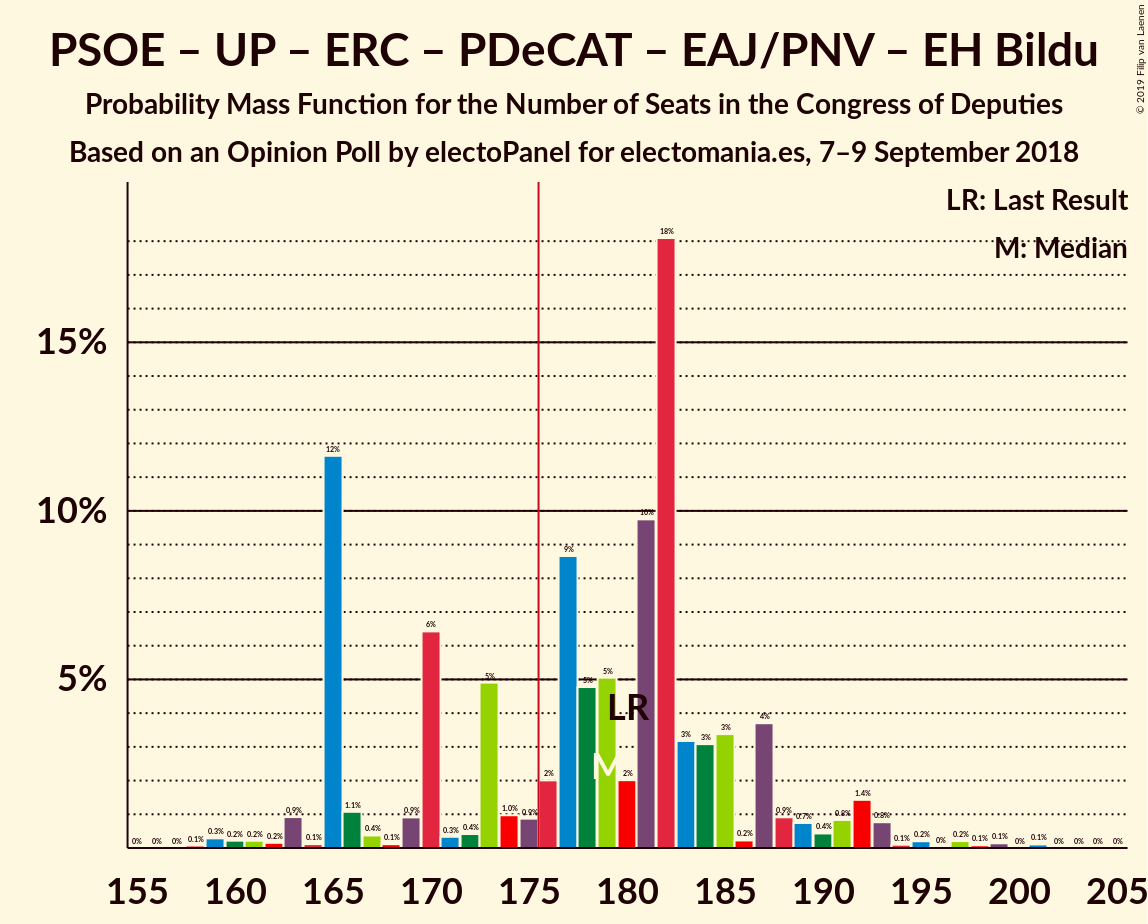 PSOE – UP – ERC – PDeCAT – EAJ/PNV – EH Bildu
Probability Mass Function for the Number of Seats in the Congress of Deputies
Based on an Opinion Poll by electoPanel for electomania.es, 7–9 September 2018
© 2019 Filip van Laenen
LR: Last Result
M: Median
15%
10%
5%
0% 0% 0% 0.1% 0.3% 0.2% 0.2% 0.2% 0.9% 0.1% 12% 1.1% 0.4% 0.1% 0.9% 6% 0.3% 0.4% 5% 1.0% 0.9% 2% 9% 5% 5% 2% 10% 18% 3% 3% 3% 0.2% 4% 0.9% 0.7% 0.4% 0.8% 1.4% 0.8% 0.1% 0.2% 0% 0.2% 0.1% 0.1% 0% 0.1% 0% 0% 0% 0%
LR
M
155 160 165 170 175 180 185 190 195 200 205